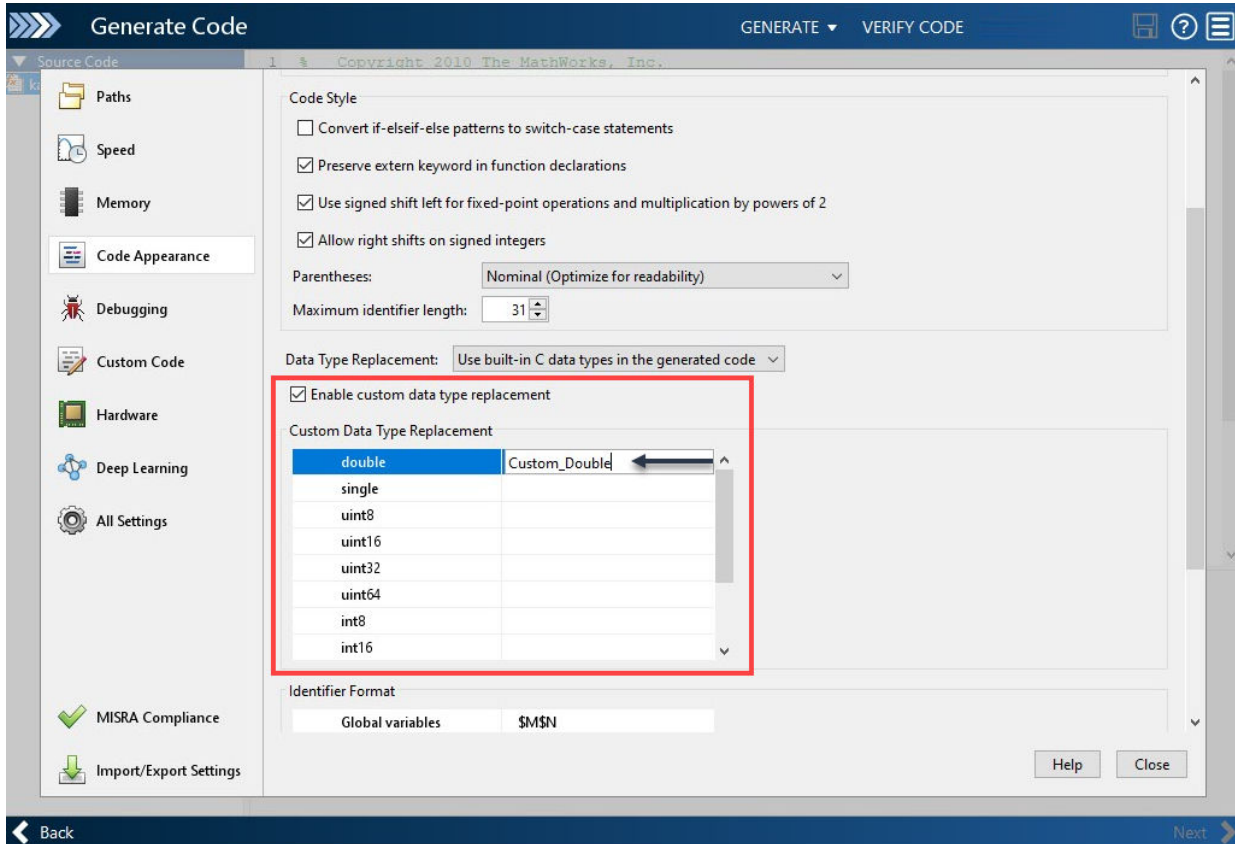 Generate Code
GENERATE VERIFY CODE
Source Code
1 % Copyright 2010 The MathWorks, Inc.
Paths
Speed
Memory
Code Appearance
Debugging
Custom Code
Hardware
Deep Learning
All Settings
MISRA Compliance
Import/Export Settings
Code Style
Convert if-elseif-else patterns to switch-case statements
Preserve extern keyword in function declarations
Use signed shift left for fixed-point operations and multiplication by powers of 2
Allow right shifts on signed integers
Parentheses: Nominal (Optimize for readability)
Maximum identifier length: 31
Data Type Replacement: Use built-in C data types in the generated code
Enable custom data type replacement
Custom Data Type Replacement
double Custom_Double
single
uint8
uint16
uint32
uint64
int8
int16
Identifier Format
Global variables $M$N
Help Close
Back Next